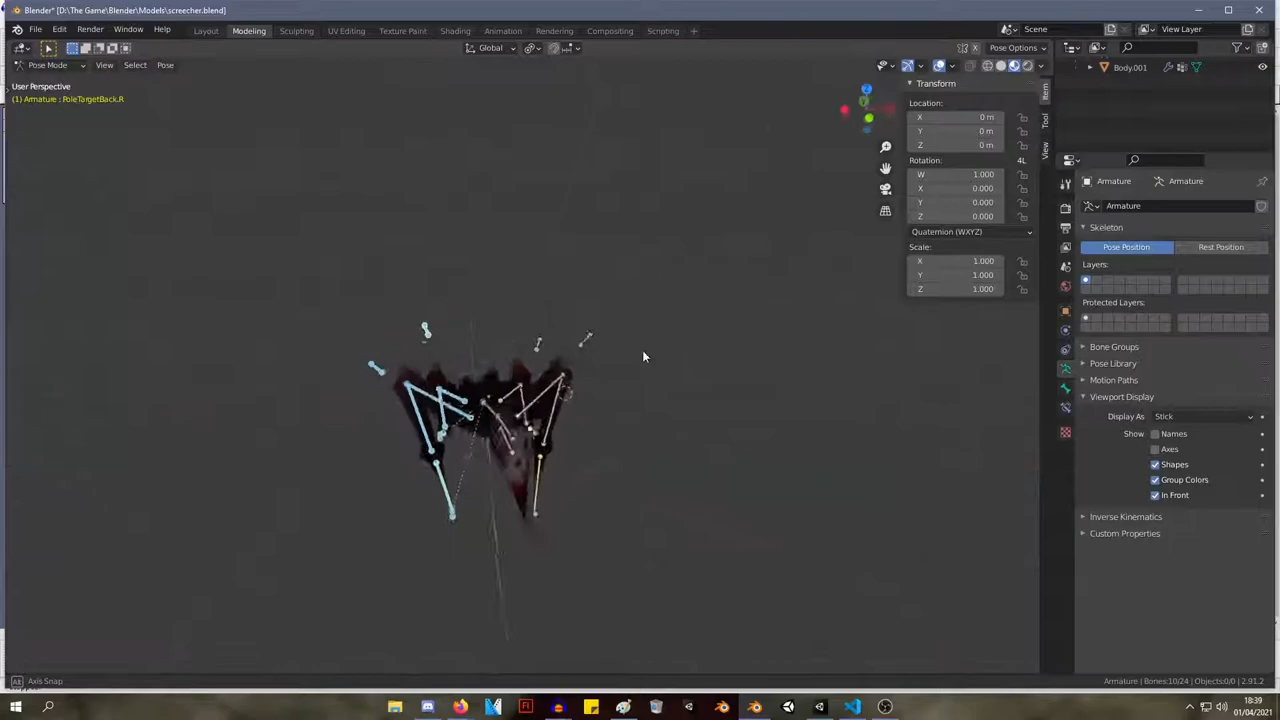 Blender* [D:\The Game\Blender\Models\screecher.blend]
File Edit Render Window Help Layout Modeling Sculpting UV Editing Texture Paint Shading Animation Rendering Compositing Scripting + Scene View Layer
Global Pose Options
Pose Mode View Select Pose
Body.001
User Perspective
(1) Armature : PoleTargetBack.R
Transform
Location:
X 0 m
Y 0 m
Z 0 m
Rotation: 4L
W 1.000
X 0.000
Y 0.000
Z 0.000
Quaternion (WXYZ)
Scale:
X 1.000
Y 1.000
Z 1.000
Item
Tool
View
Armature Armature
Armature
Skeleton
Pose Position Rest Position
Layers:
Protected Layers:
Bone Groups
Pose Library
Motion Paths
Viewport Display
Display As Stick
Show Names
Axes
Shapes
Group Colors
In Front
Inverse Kinematics
Custom Properties
Axis Snap
Armature | Bones:10/24 | Objects:0/0 | 2.91.2
18:39
01/04/2021